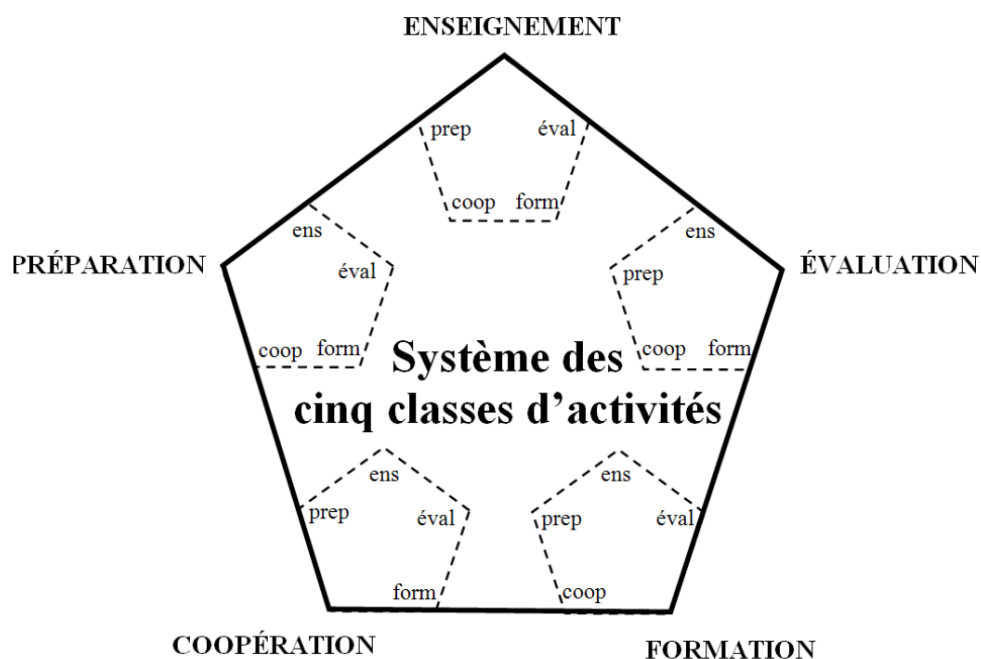 ENSEIGNEMENT
prep éval
coop form
ens ens
PRÉPARATION éval prep ÉVALUATION
coop form coop form
Système des
cinq classes d’activités
ens ens
prep éval prep éval
form coop
COOPÉRATION FORMATION